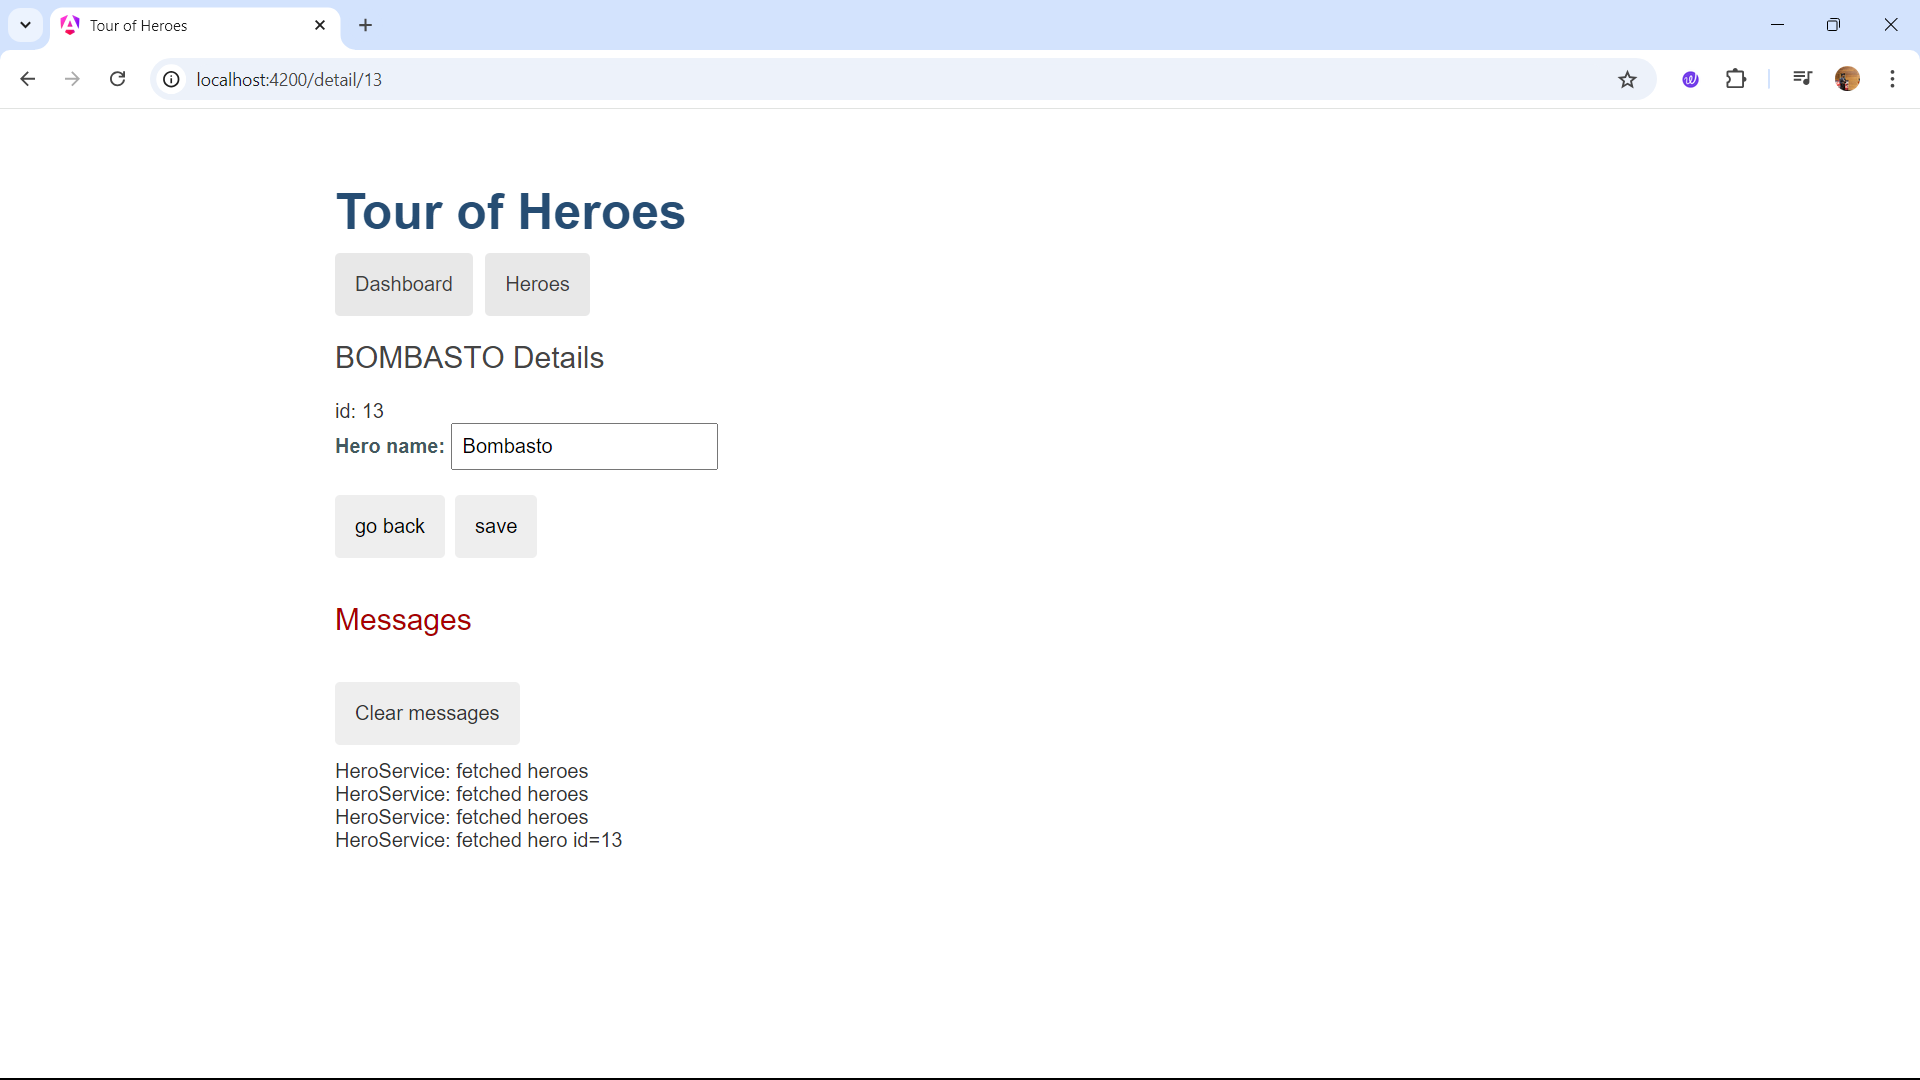 Tour of Heroes
localhost:4200/detail/13
Tour of Heroes
Dashboard Heroes
BOMBASTO Details
id: 13
Hero name: Bombasto
go back save
Messages
Clear messages
HeroService: fetched heroes
HeroService: fetched heroes
HeroService: fetched heroes
HeroService: fetched hero id=13